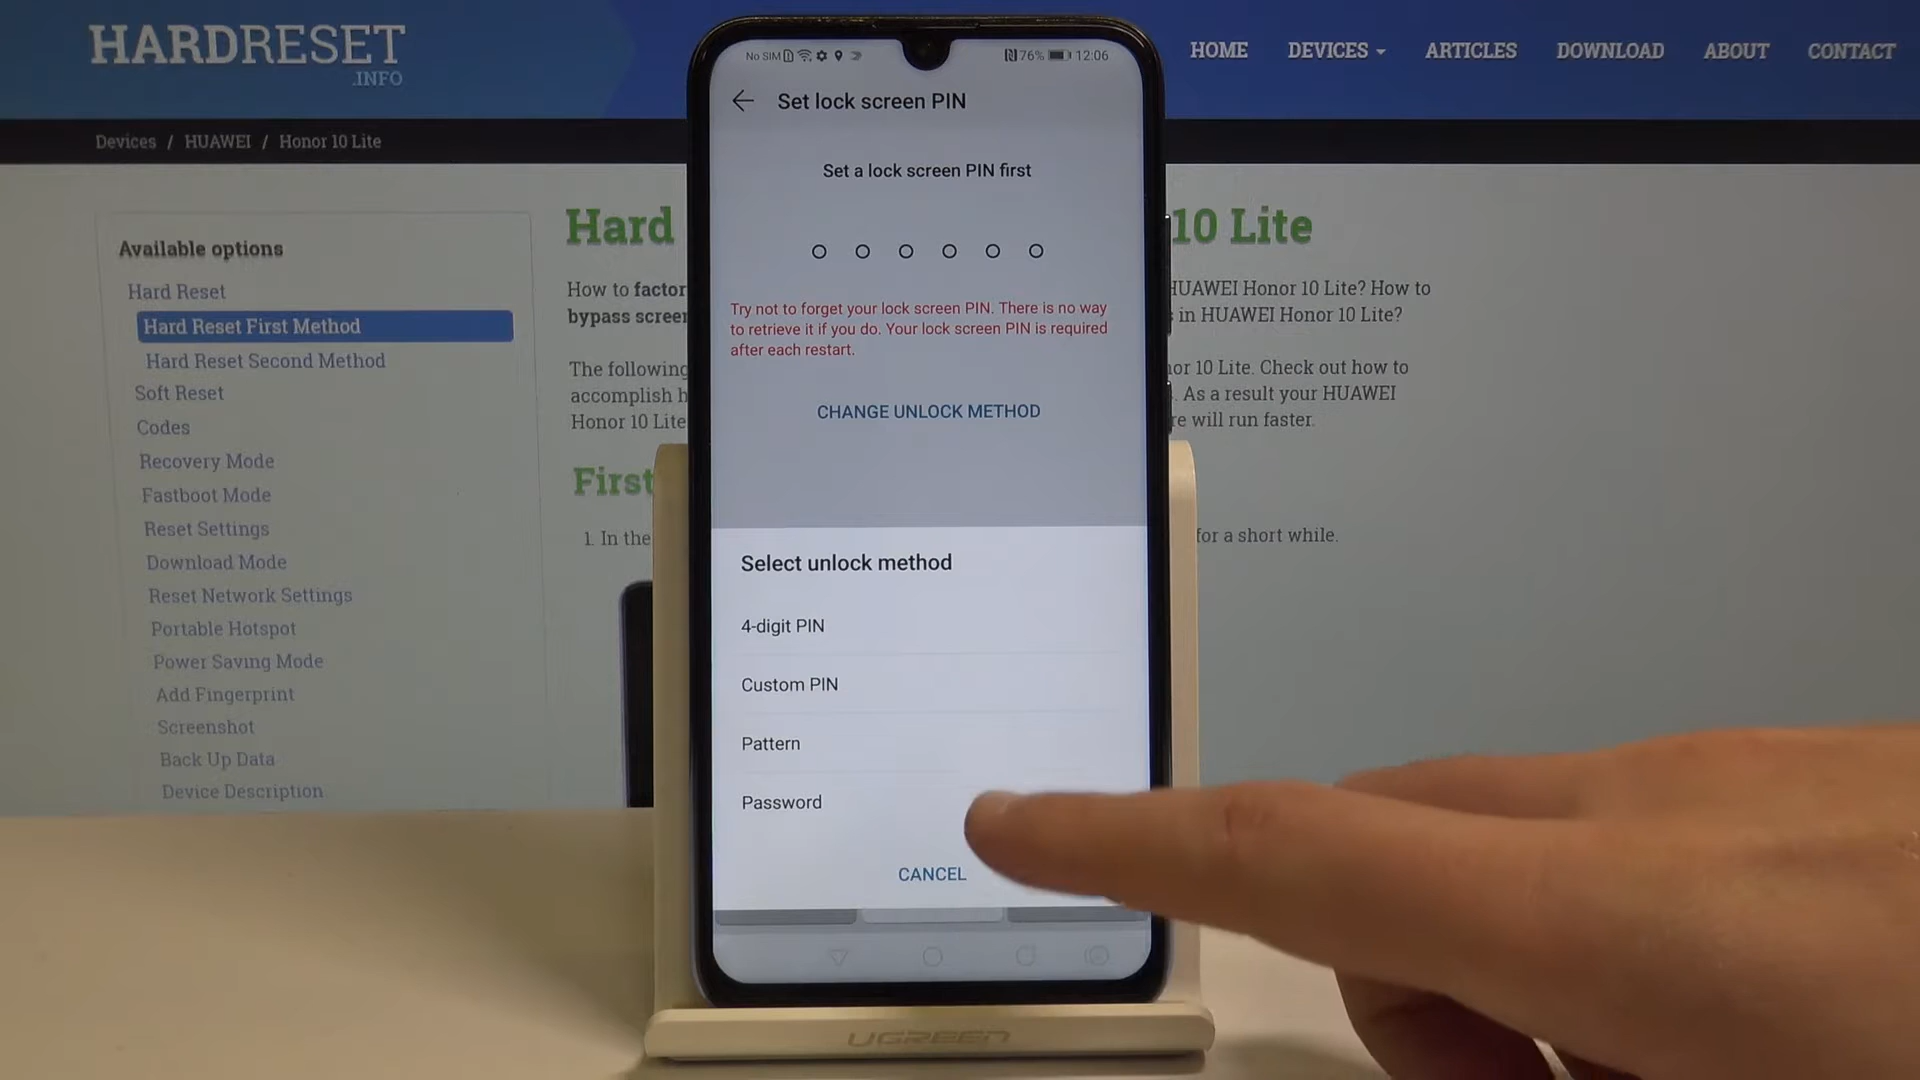 HARDRESET
.INFO
HOME DEVICES ARTICLES DOWNLOAD ABOUT CONTACT
Devices / HUAWEI / Honor 10 Lite
Available options
Hard Reset
Hard Reset First Method
Hard Reset Second Method
Soft Reset
Codes
Recovery Mode
Fastboot Mode
Reset Settings
Download Mode
Reset Network Settings
Portable Hotspot
Power Saving Mode
Add Fingerprint
Screenshot
Back Up Data
Device Description
Hard
How to factor
bypass screen
The following
accomplish h
Honor 10 Lite
First
1. In the
No SIM 76% 12:06
Set lock screen PIN
Set a lock screen PIN first
Try not to forget your lock screen PIN. There is no way
to retrieve it if you do. Your lock screen PIN is required
after each restart.
CHANGE UNLOCK METHOD
Select unlock method
4-digit PIN
Custom PIN
Pattern
Password
CANCEL
UGREEN
10 Lite
HUAWEI Honor 10 Lite? How to
in HUAWEI Honor 10 Lite?
or 10 Lite. Check out how to
. As a result your HUAWEI
re will run faster.
for a short while.